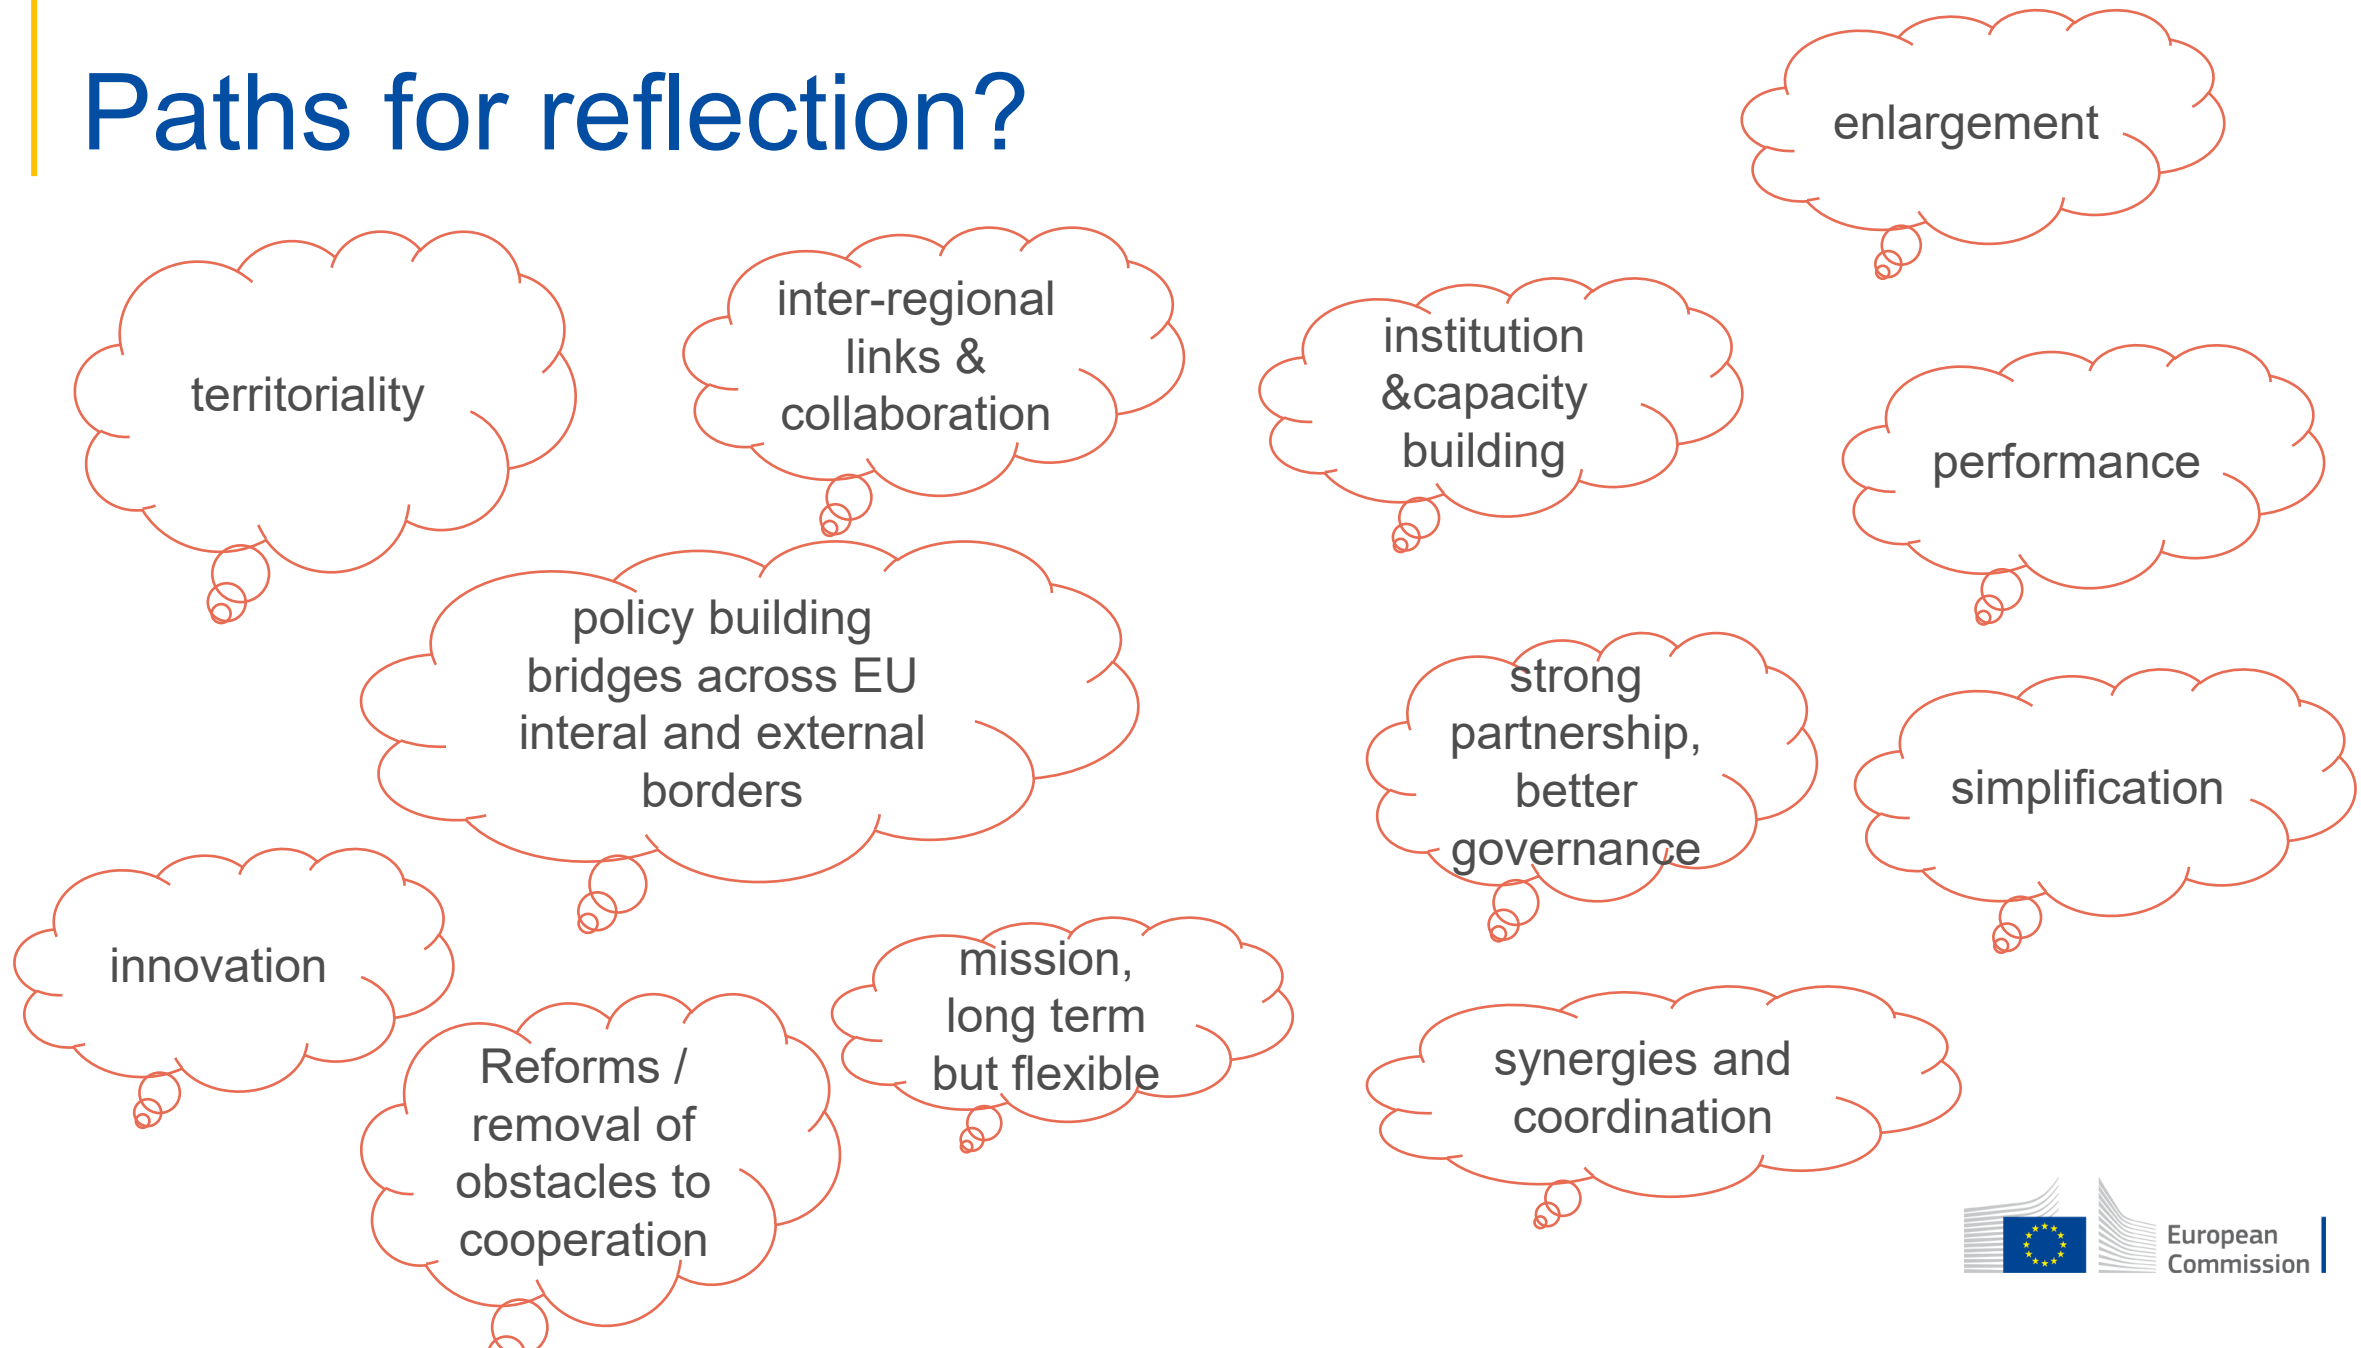 Paths for reflection?
enlargement
territoriality
inter-regional
links &
collaboration
institution
&capacity
building
performance
policy building
bridges across EU
interal and external
borders
strong
partnership,
better
governance
simplification
innovation
mission,
long term
but flexible
Reforms /
removal of
obstacles to
cooperation
synergies and
coordination
European
Commission